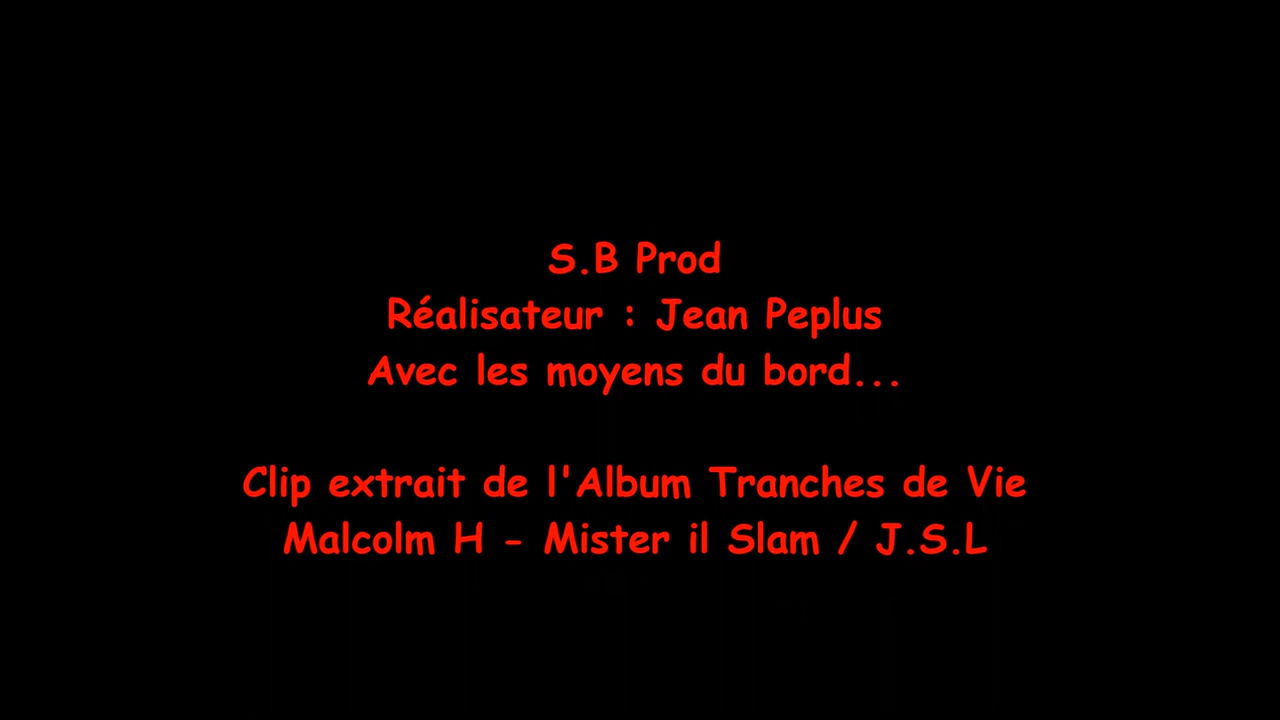 S.B Prod
Réalisateur : Jean Peplus
Avec les moyens du bord...
Clip extrait de l'Album Tranches de Vie
Malcolm H - Mister il Slam / J.S.L